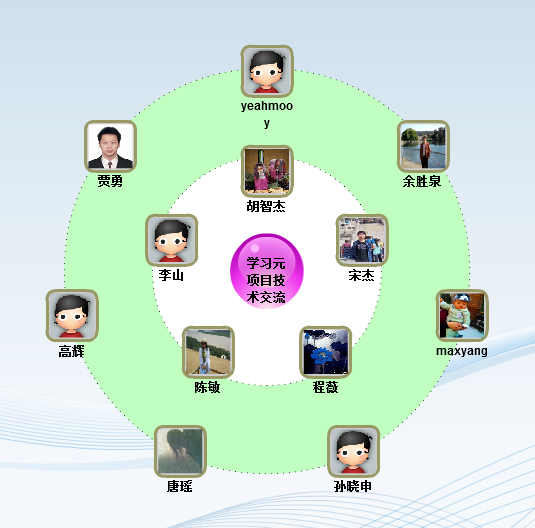 yeahmoo
y
贾勇
余胜泉
胡智杰
李山
宋杰
学习元
项目技
术交流
高辉
maxyang
陈敏
程薇
唐瑶
孙晓申